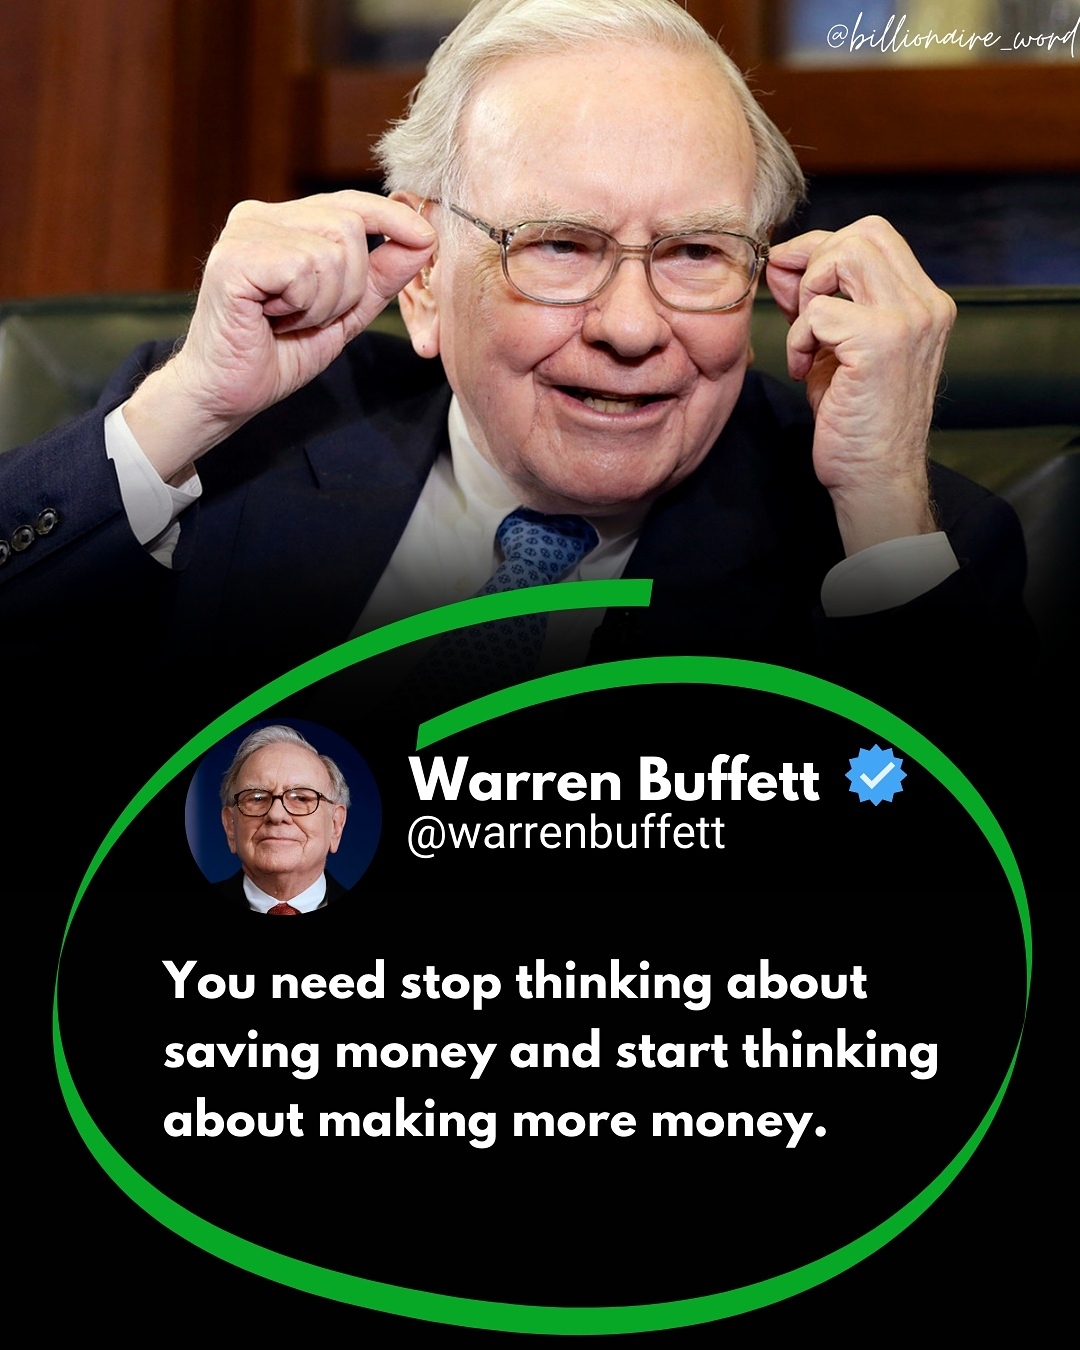 @billionaire_word
Warren Buffett
@warrenbuffett
You need stop thinking about
saving money and start thinking
about making more money.